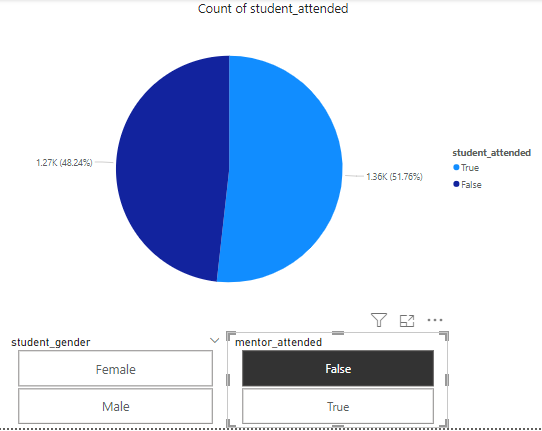 Count of student_attended
1.27K (48.24%)
1.36K (51.76%)
student_attended
True
False
student_gender
Female
Male
mentor_attended
False
True